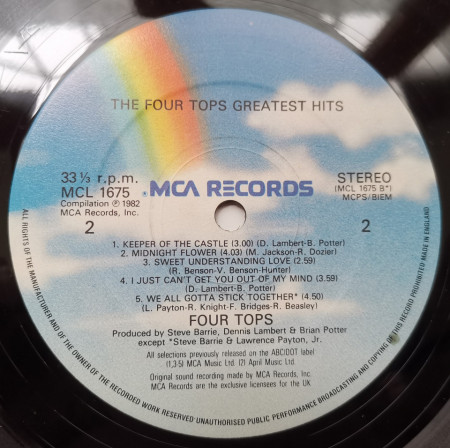 THE FOUR TOPS GREATEST HITS
33⅓ r.p.m.
MCL 1675
Compilation ℗ 1982
MCA Records, Inc.
2
MCA RECORDS
STEREO
(MCL 1675 B*)
MCPS/BIEM
2
1. KEEPER OF THE CASTLE (3.00) (D. Lambert-B. Potter)
2. MIDNIGHT FLOWER (4.03) (M. Jackson-R. Dozier)
3. SWEET UNDERSTANDING LOVE (2.59)
(R. Benson-V. Benson-Hunter)
4. I JUST CAN'T GET YOU OUT OF MY MIND (3.59)
(D. Lambert-B. Potter)
5. WE ALL GOTTA STICK TOGETHER* (4.50)
(L. Payton-R. Knight-F. Bridges-R. Beasley)
FOUR TOPS
Produced by Steve Barrie, Dennis Lambert & Brian Potter
except *Steve Barrie & Lawrence Payton, Jr.
All selections previously released on the ABC/DOT label
(1,3-5) MCA Music Ltd. (2) April Music Ltd.
Original sound recording made by MCA Records, Inc.
MCA Records are the exclusive licensees for the UK
ALL RIGHTS OF THE MANUFACTURER AND OF THE OWNER OF THE RECORDED WORK RESERVED UNAUTHORISED PUBLIC PERFORMANCE BROADCASTING AND COPYING OF THIS RECORD PROHIBITED MADE IN ENGLAND